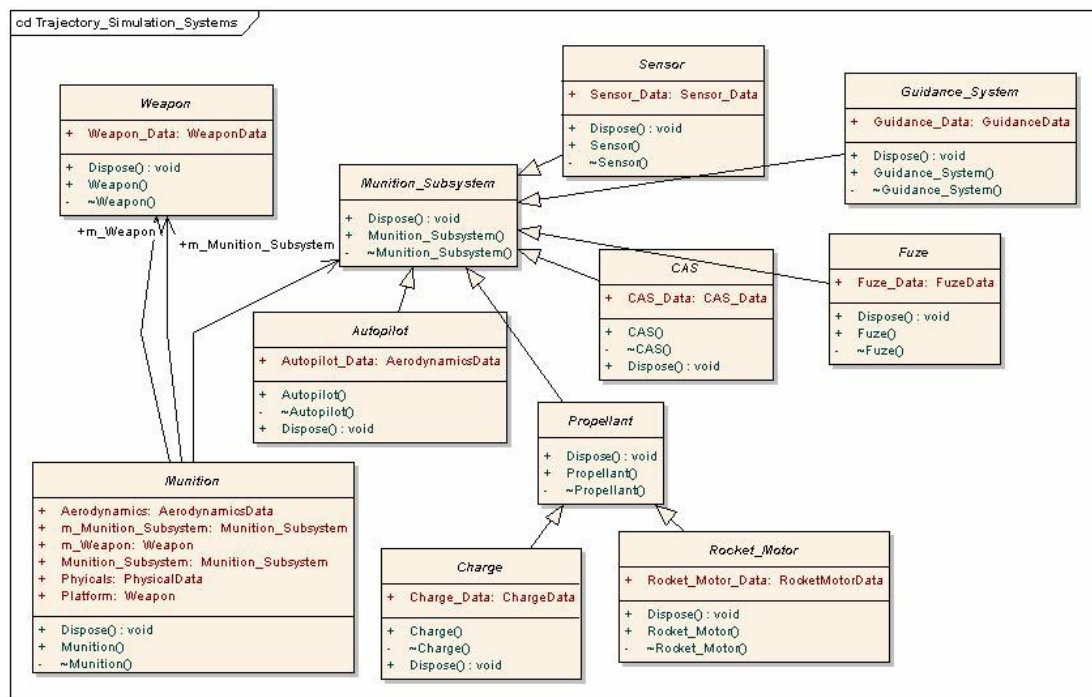 cd Trajectory_Simulation_Systems
Weapon
+ Weapon_Data: WeaponData
+ Dispose() : void
+ Weapon()
- ~Weapon()
Sensor
+ Sensor_Data: Sensor_Data
+ Dispose() : void
+ Sensor()
- ~Sensor()
Guidance_System
+ Guidance_Data: GuidanceData
+ Dispose() : void
+ Guidance_System()
- ~Guidance_System()
Munition_Subsystem
+ Dispose() : void
+ Munition_Subsystem()
- ~Munition_Subsystem()
+m_Weapon
+m_Munition_Subsystem
CAS
+ CAS_Data: CAS_Data
+ CAS()
- ~CAS()
+ Dispose() : void
Fuze
+ Fuze_Data: FuzeData
+ Dispose() : void
+ Fuze()
- ~Fuze()
Autopilot
+ Autopilot_Data: AerodynamicsData
+ Autopilot()
- ~Autopilot()
+ Dispose() : void
Propellant
+ Dispose() : void
+ Propellant()
- ~Propellant()
Munition
+ Aerodynamics: AerodynamicsData
+ m_Munition_Subsystem: Munition_Subsystem
+ m_Weapon: Weapon
+ Munition_Subsystem: Munition_Subsystem
+ Phyicals: PhysicalData
+ Platform: Weapon
+ Dispose() : void
+ Munition()
- ~Munition()
Charge
+ Charge_Data: ChargeData
+ Charge()
- ~Charge()
+ Dispose() : void
Rocket_Motor
+ Rocket_Motor_Data: RocketMotorData
+ Dispose() : void
+ Rocket_Motor()
- ~Rocket_Motor()